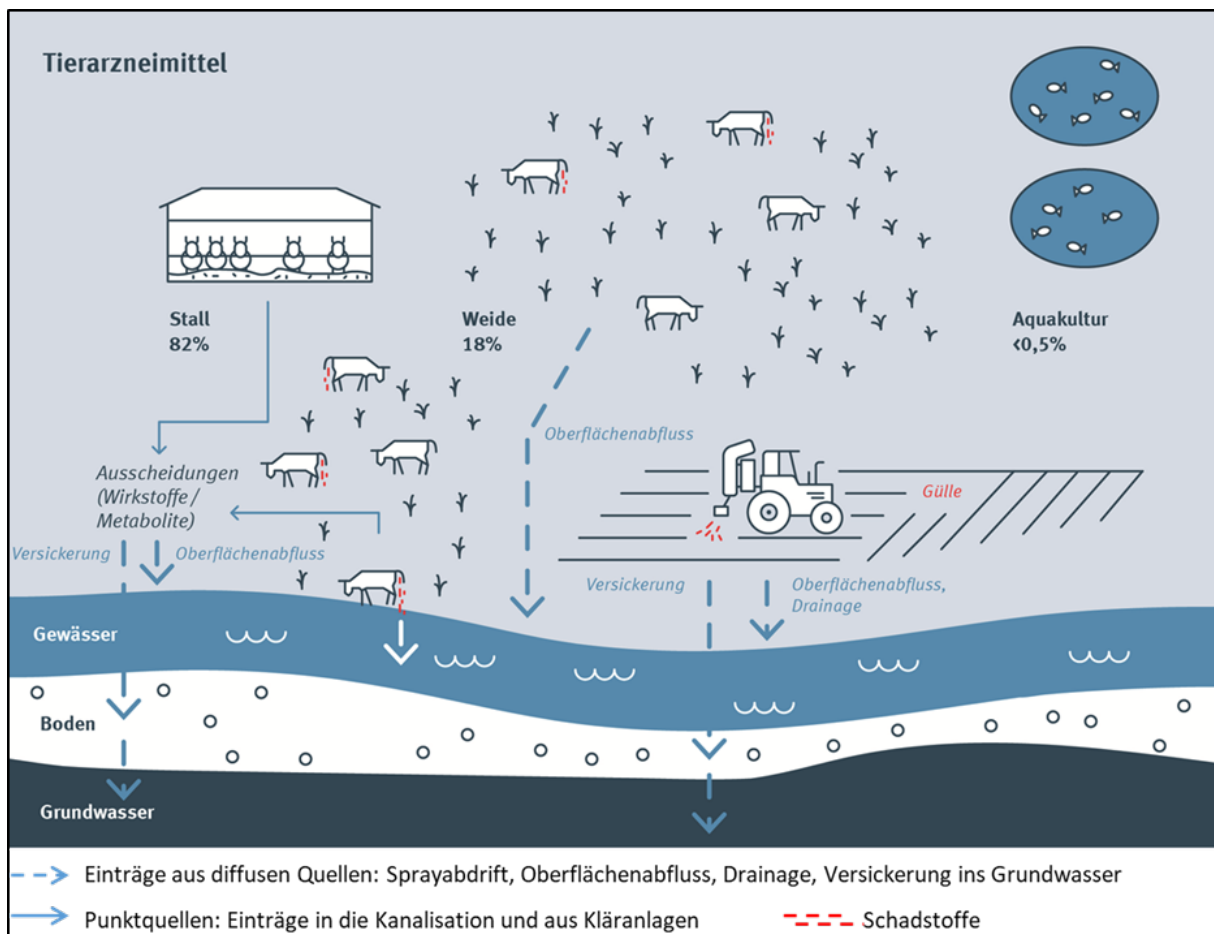 Tierarzneimittel
Stall
82%
Weide
18%
Aquakultur
<0,5%
Oberflächenabfluss
Ausscheidungen
(Wirkstoffe /
Metabolite)
Gülle
Versickerung
Oberflächenabfluss
Versickerung
Oberflächenabfluss,
Drainage
Gewässer
Boden
Grundwasser
Einträge aus diffusen Quellen: Sprayabdrift, Oberflächenabfluss, Drainage, Versickerung ins Grundwasser
Punktquellen: Einträge in die Kanalisation und aus Kläranlagen
Schadstoffe